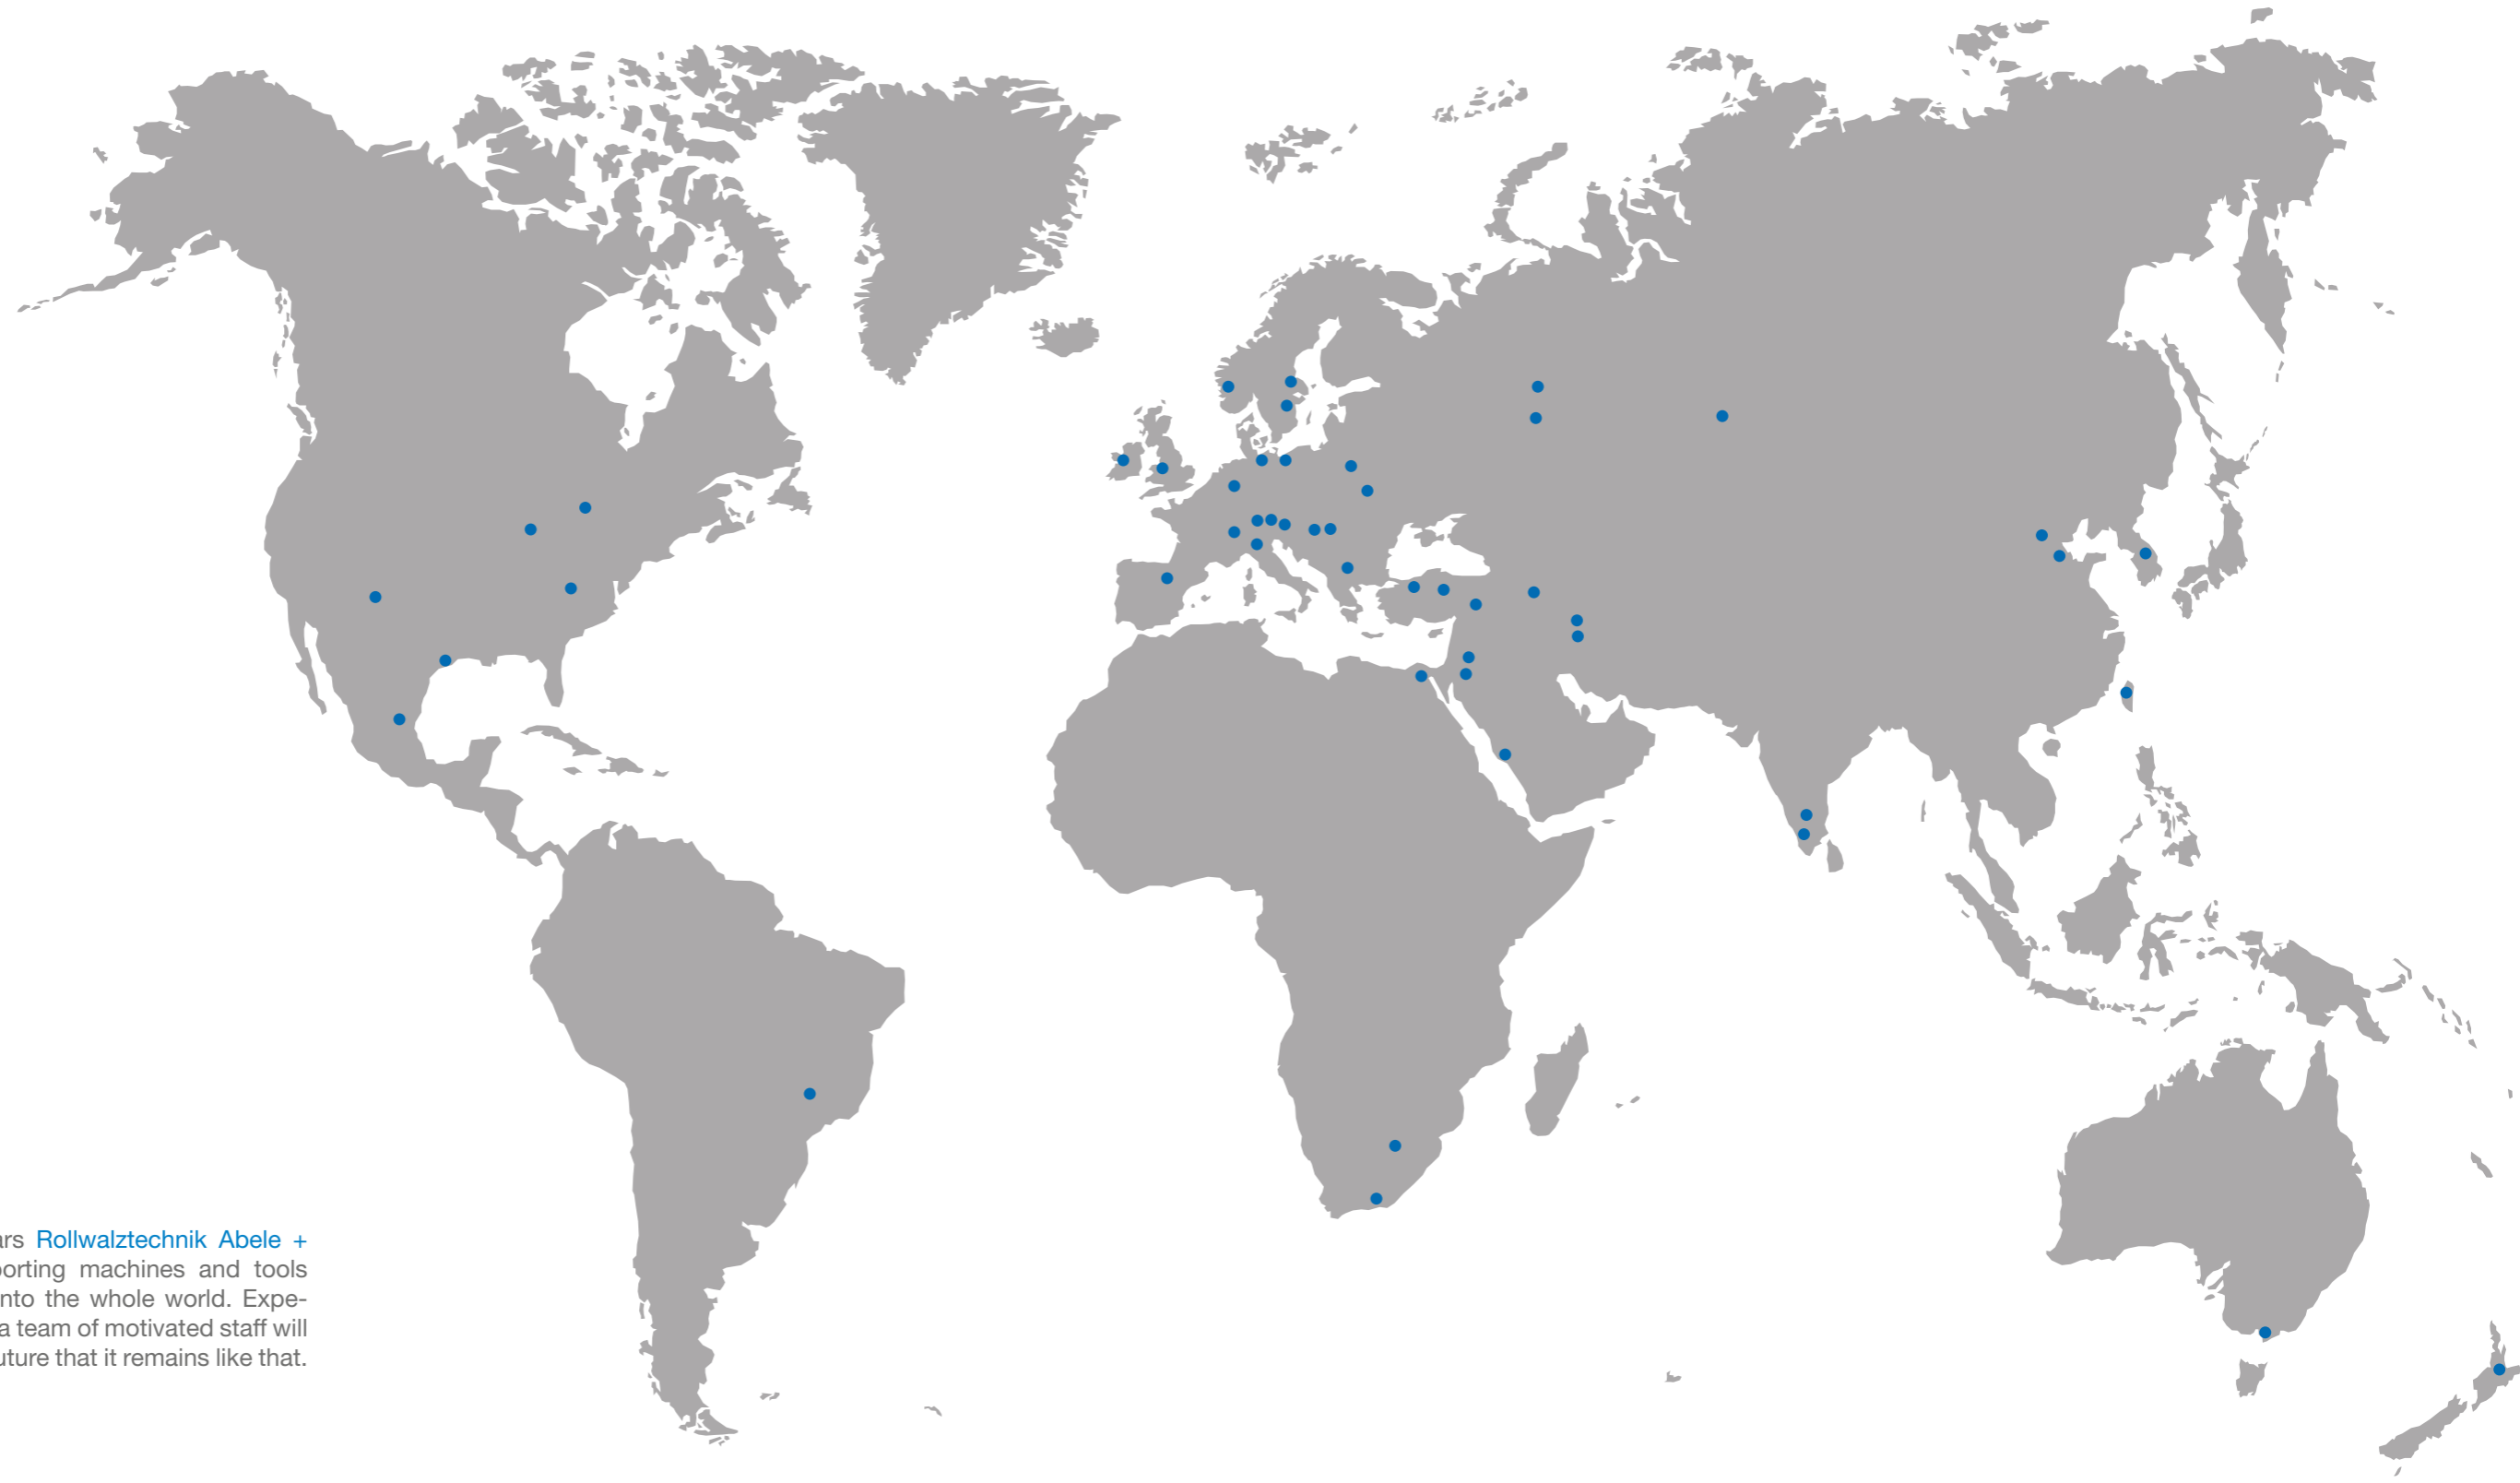 ars Rollwalztechnik Abele +
porting machines and tools
nto the whole world. Expe-
a team of motivated staff will
uture that it remains like that.